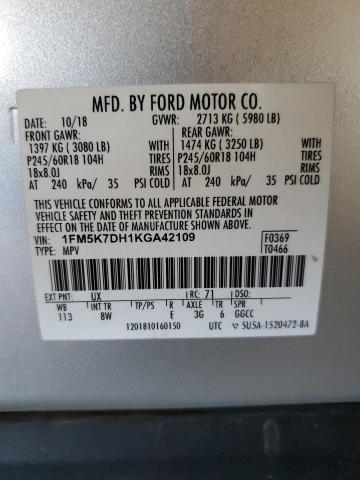 MFD. BY FORD MOTOR CO.
DATE: 10/18 GVWR: 2713 KG ( 5980 LB)
FRONT GAWR: REAR GAWR:
1397 KG ( 3080 LB) WITH 1474 KG ( 3250 LB) WITH
P245/60R18 104H TIRES P245/60R18 104H TIRES
18x8.0J RIMS 18x8.0J RIMS
AT 240 kPa/ 35 PSI COLD AT 240 kPa/ 35 PSI COLD
THIS VEHICLE CONFORMS TO ALL APPLICABLE FEDERAL MOTOR
VEHICLE SAFETY AND THEFT PREVENTION STANDARDS IN
EFFECT ON THE DATE OF MANUFACTURE SHOWN ABOVE.
VIN: 1FM5K7DH1KGA42109 F0369
TYPE: MPV T0466
EXT PNT: UX RC: 71 DSO:
WB INT TR TP/PS R AXLE TR SPR
113 8W E 3G 6 GGCC
1201810160150 UTC 5U5A-1520472-BA